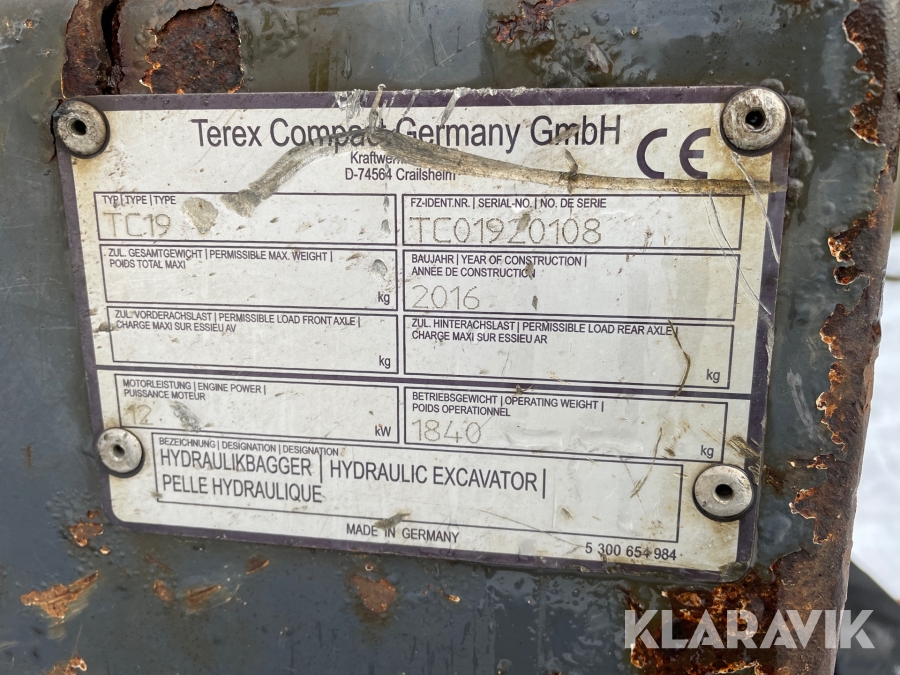 Terex Compact Germany GmbH
D-74564 Crailsheim
CE
TYP | TYPE | TYPE
TC19
FZ-IDENT.NR. | SERIAL-NO. | NO. DE SERIE
TC01920108
ZUL. GESAMTGEWICHT | PERMISSIBLE MAX. WEIGHT |
POIDS TOTAL MAXI
kg
BAUJAHR | YEAR OF CONSTRUCTION |
ANNÉE DE CONSTRUCTION
2016
ZUL. VORDERACHSLAST | PERMISSIBLE LOAD FRONT AXLE |
CHARGE MAXI SUR ESSIEU AV
kg
ZUL. HINTERACHSLAST | PERMISSIBLE LOAD REAR AXLE |
CHARGE MAXI SUR ESSIEU AR
kg
MOTORLEISTUNG | ENGINE POWER |
PUISSANCE MOTEUR
12
kW
BETRIEBSGEWICHT | OPERATING WEIGHT |
POIDS OPERATIONNEL
1840
kg
BEZEICHNUNG | DESIGNATION | DESIGNATION
HYDRAULIKBAGGER | HYDRAULIC EXCAVATOR |
PELLE HYDRAULIQUE
MADE IN GERMANY
5 300 654 984
KLARAVIK